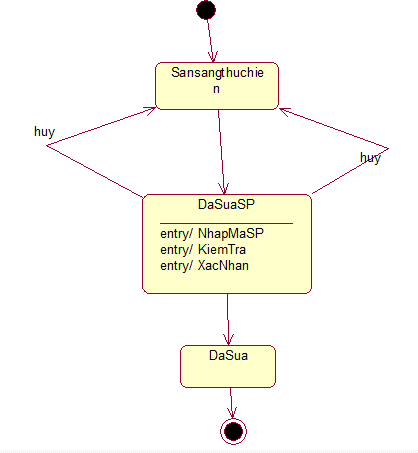 Sansangthuchie
n
huy
huy
DaSuaSP
entry/ NhapMaSP
entry/ KiemTra
entry/ XacNhan
DaSua